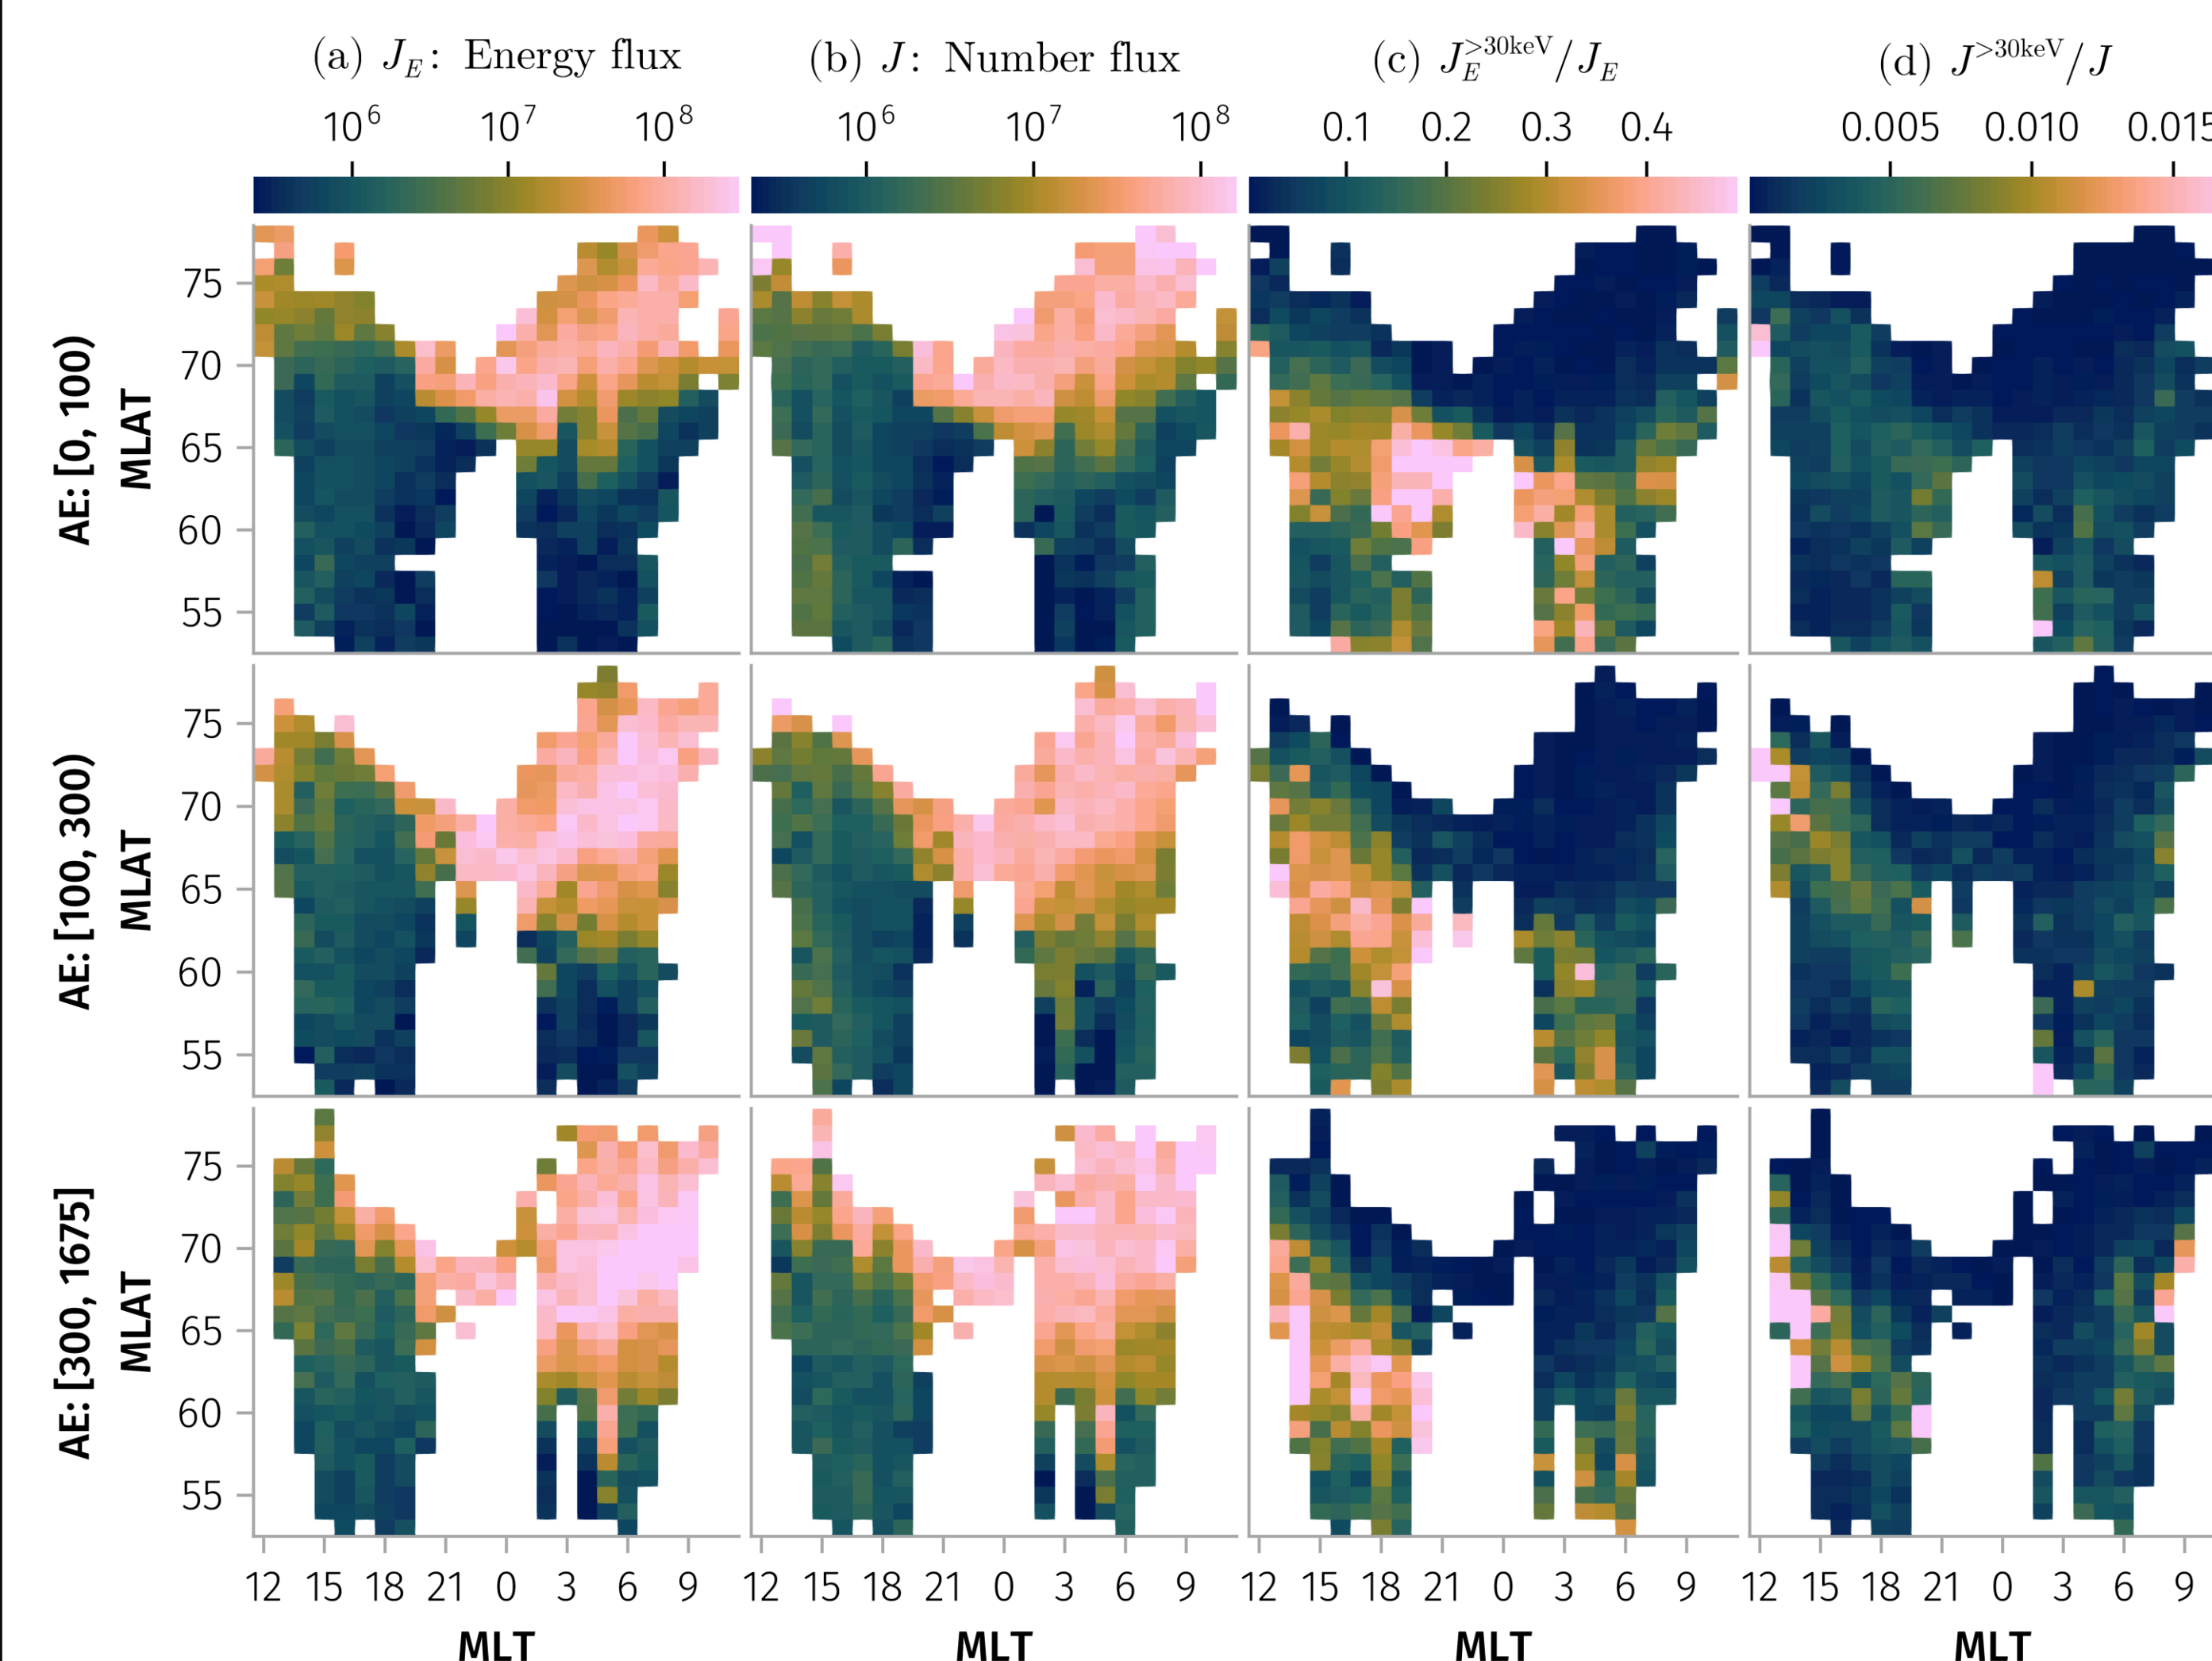 (a) J_E: Energy flux (b) J: Number flux (c) J_E^{>30keV}/J_E (d) J^{>30keV}/J
10^6 10^7 10^8 10^6 10^7 10^8 0.1 0.2 0.3 0.4 0.005 0.010 0.015
AE: [0, 100)
MLAT
75
70
65
60
55
AE: [100, 300)
MLAT
75
70
65
60
55
AE: [300, 1675]
MLAT
75
70
65
60
55
12 15 18 21 0 3 6 9 12 15 18 21 0 3 6 9 12 15 18 21 0 3 6 9 12 15 18 21 0 3 6 9
MLT MLT MLT MLT